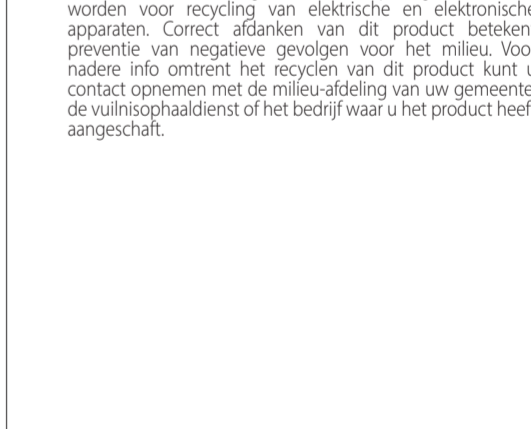 worden voor recycling van elektrische en elektronische
apparaten. Correct afdanken van dit product beteken
preventie van negatieve gevolgen voor het milieu. Voo
nadere info omtrent het recyclen van dit product kunt u
contact opnemen met de milieu-afdeling van uw gemeente
de vuilnisophaaldienst of het bedrijf waar u het product heef
aangeschaft.